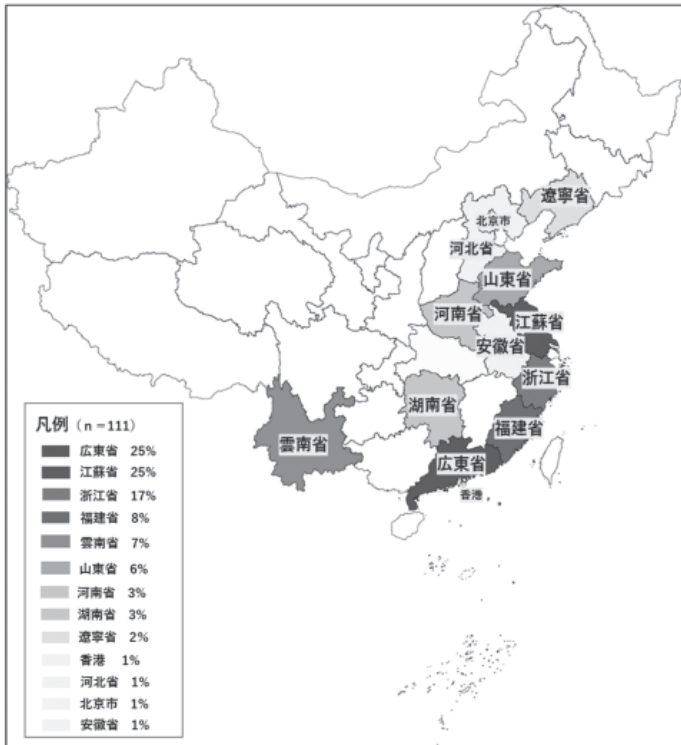 遼寧省
北京市
河北省
山東省
河南省
江蘇省
安徽省
浙江省
湖南省
福建省
雲南省
広東省
香港
凡例（n=111）
広東省 25%
江蘇省 25%
浙江省 17%
福建省 8%
雲南省 7%
山東省 6%
河南省 3%
湖南省 3%
遼寧省 2%
香港 1%
河北省 1%
北京市 1%
安徽省 1%